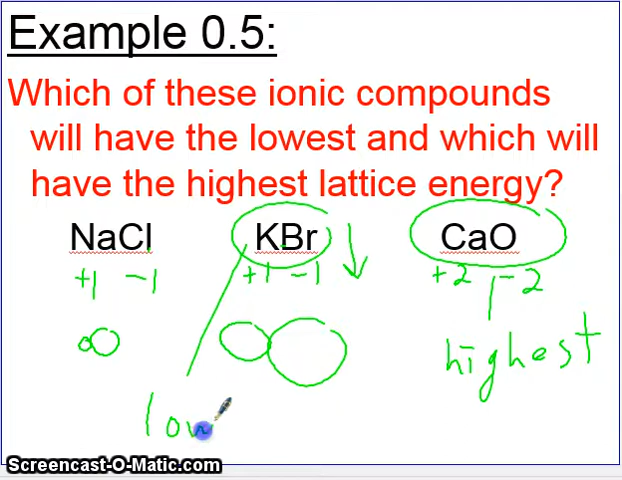 Example 0.5:
Which of these ionic compounds
will have the lowest and which will
have the highest lattice energy?
NaCl KBr CaO
+1 -1 +1 -1 +2 -2
highest
low
Screencast-O-Matic.com